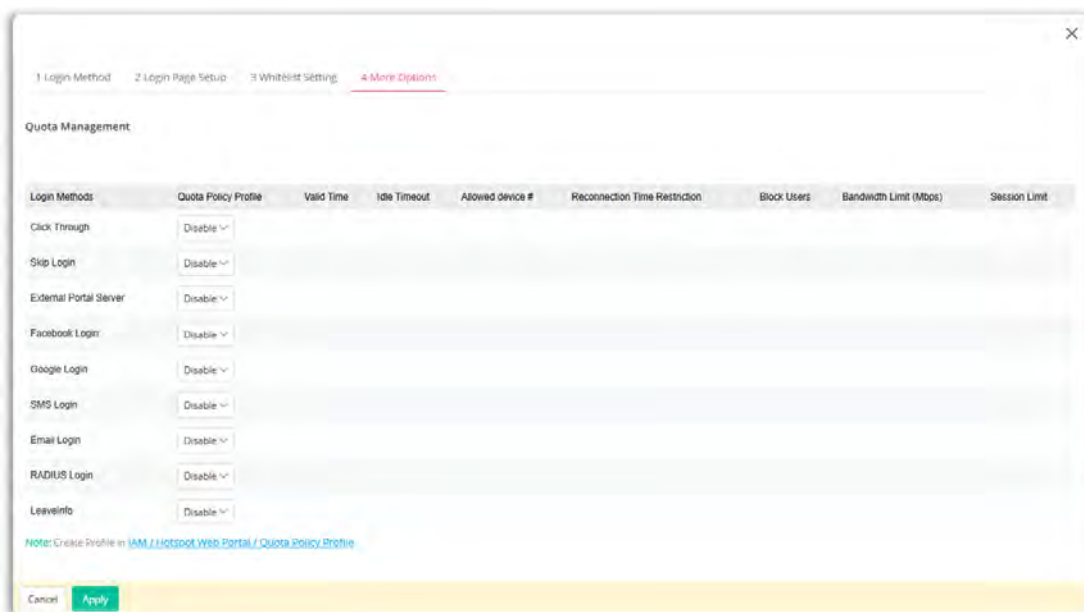 1 Login Method 2 Login Page Setup 3 Whitelist Setting 4 More Options
Quota Management
Login Methods Quota Policy Profile Valid Time Idle Timeout Allowed device # Reconnection Time Restriction Block Users Bandwidth Limit (Mbps) Session Limit
Click Through Disable
Skip Login Disable
External Portal Server Disable
Facebook Login Disable
Google Login Disable
SMS Login Disable
Email Login Disable
RADIUS Login Disable
Leaveinfo Disable
Note: Create Profile in IAM / Hotspot Web Portal / Quota Policy Profile
Cancel Apply